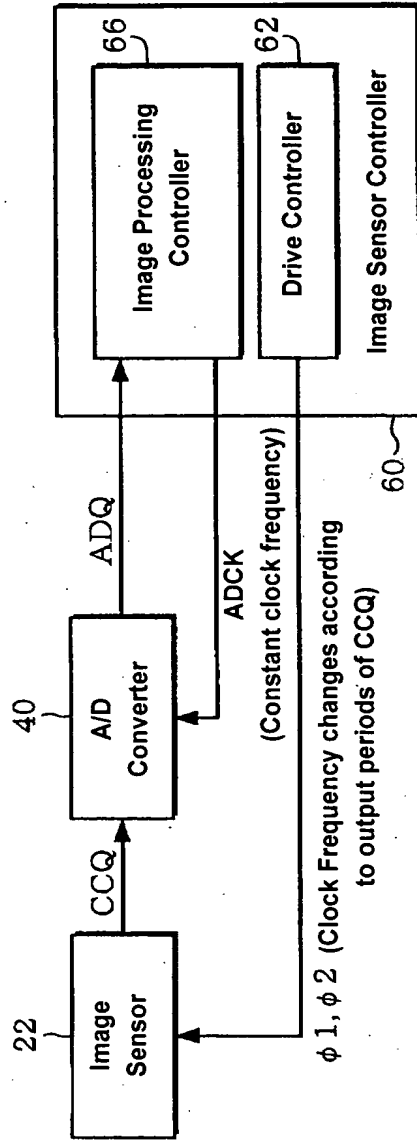 22
Image
Sensor
CCQ
40
A/D
Converter
ADQ
ADCK
(Constant clock frequency)
φ1, φ2 (Clock Frequency changes according
to output periods of CCQ)
66
Image Processing
Controller
62
Drive Controller
Image Sensor Controller
60